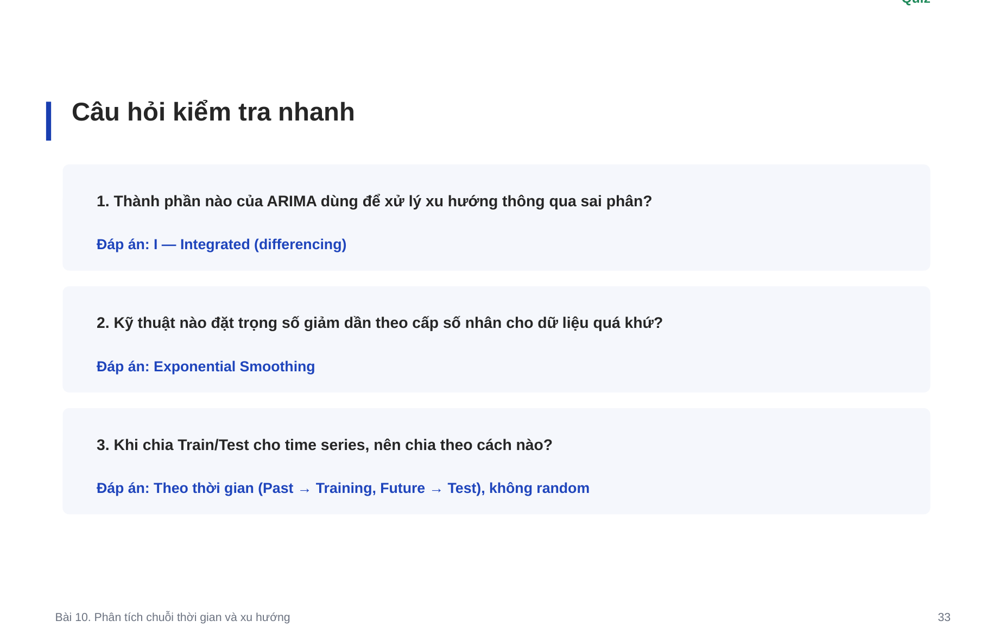 Quiz
Câu hỏi kiểm tra nhanh
1. Thành phần nào của ARIMA dùng để xử lý xu hướng thông qua sai phân?
Đáp án: I — Integrated (differencing)
2. Kỹ thuật nào đặt trọng số giảm dần theo cấp số nhân cho dữ liệu quá khứ?
Đáp án: Exponential Smoothing
3. Khi chia Train/Test cho time series, nên chia theo cách nào?
Đáp án: Theo thời gian (Past → Training, Future → Test), không random
Bài 10. Phân tích chuỗi thời gian và xu hướng
33